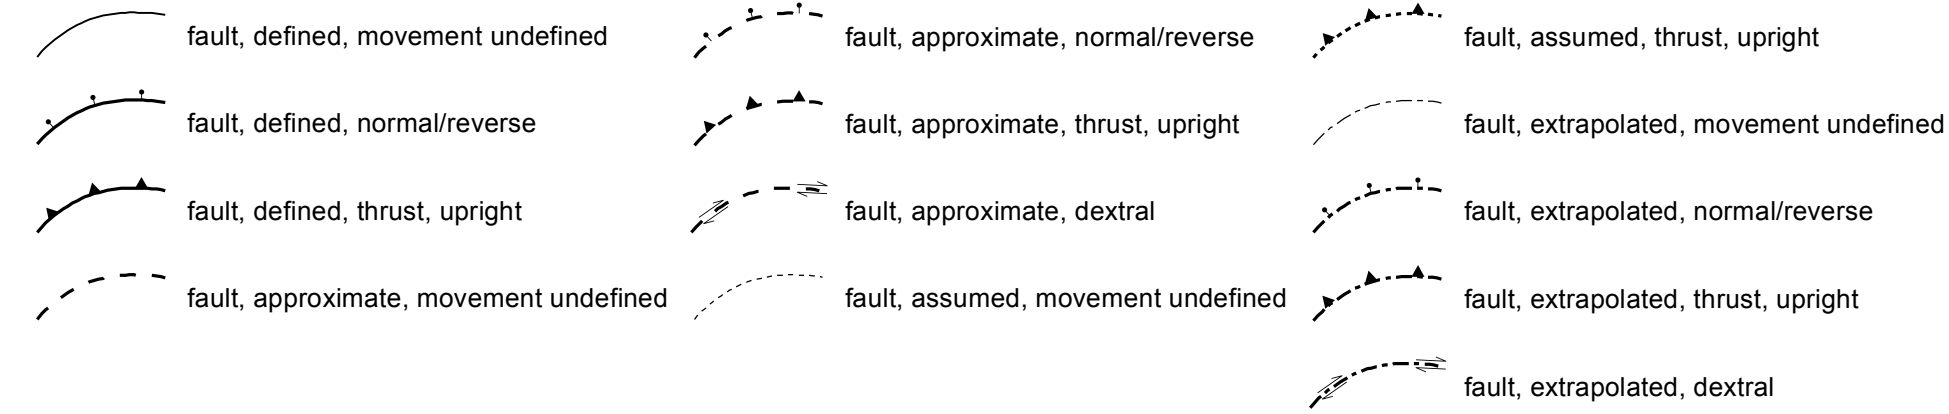 fault, defined, movement undefined
fault, defined, normal/reverse
fault, defined, thrust, upright
fault, approximate, movement undefined
fault, approximate, normal/reverse
fault, approximate, thrust, upright
fault, approximate, dextral
fault, assumed, movement undefined
fault, assumed, thrust, upright
fault, extrapolated, movement undefined
fault, extrapolated, normal/reverse
fault, extrapolated, thrust, upright
fault, extrapolated, dextral